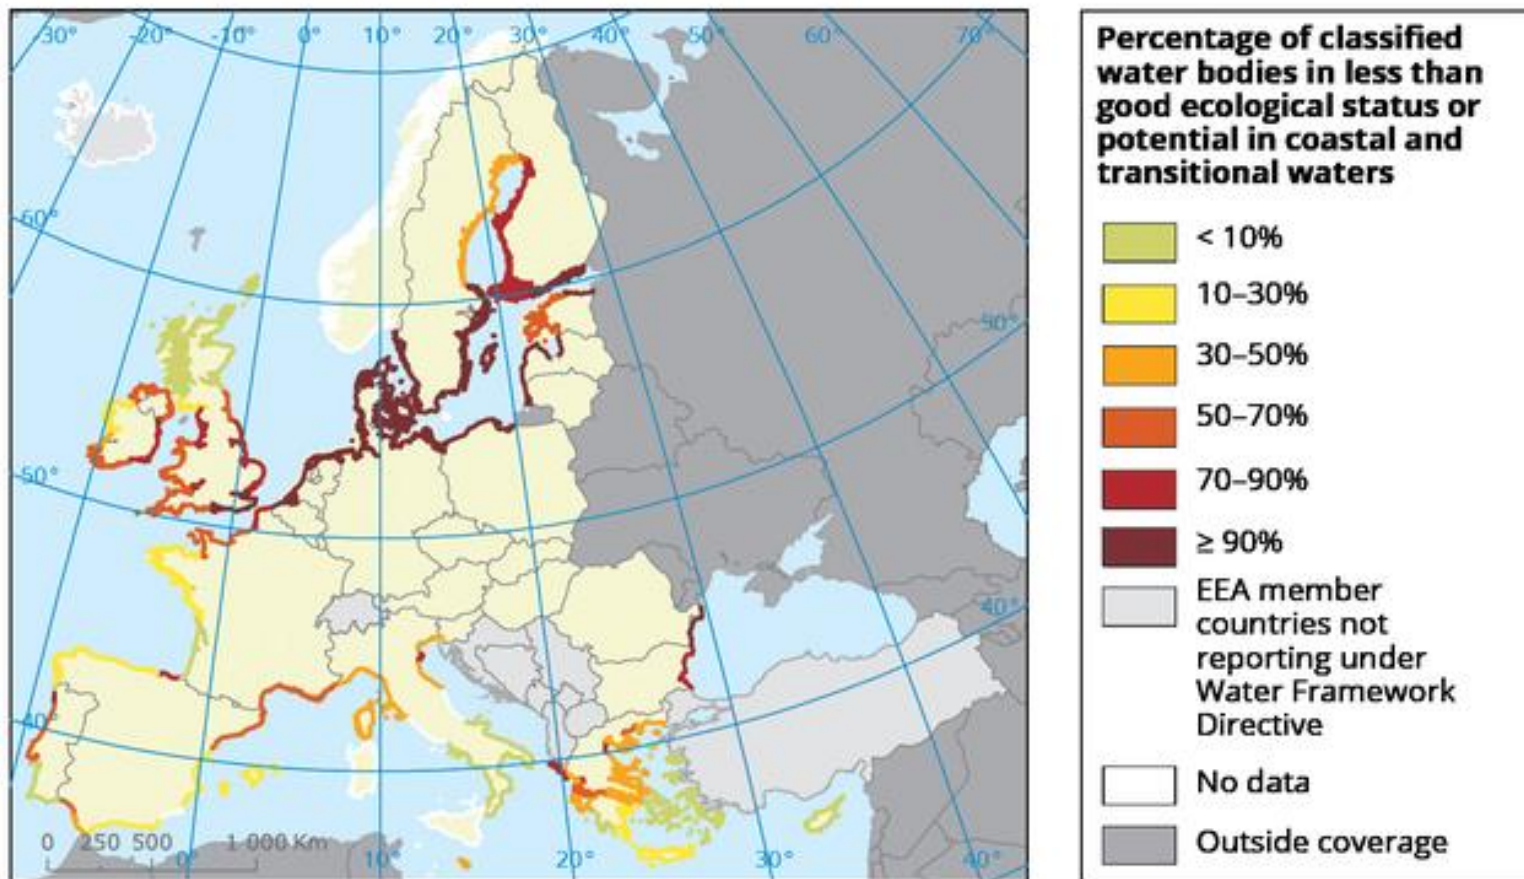 -30° -20° -10° 0° 10° 20° 30° 60° 70°
60°
50°
50°
40°
40°
0 250 500 1 000 Km
0° 10° 20° 30° 40°
Percentage of classified
water bodies in less than
good ecological status or
potential in coastal and
transitional waters
< 10%
10–30%
30–50%
50–70%
70–90%
≥ 90%
EEA member
countries not
reporting under
Water Framework
Directive
No data
Outside coverage